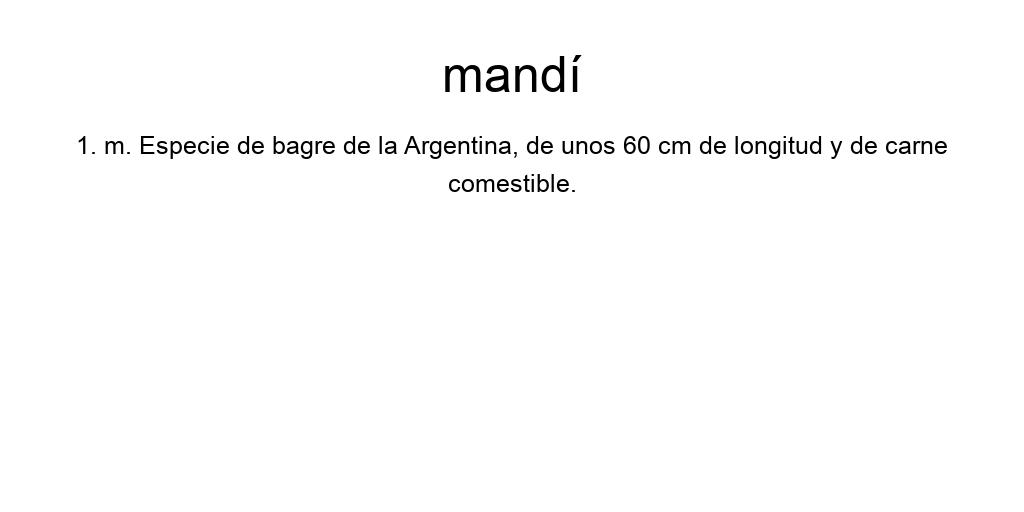 mandí
1. m. Especie de bagre de la Argentina, de unos 60 cm de longitud y de carne
comestible.